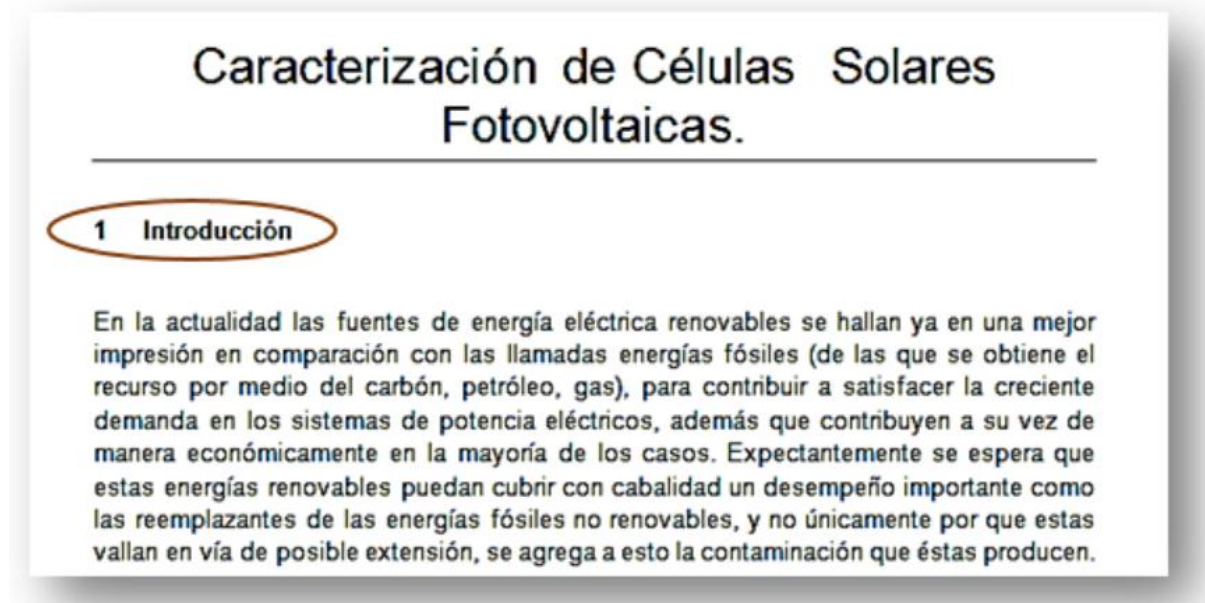 Caracterización de Células Solares
Fotovoltaicas.
1 Introducción
En la actualidad las fuentes de energía eléctrica renovables se hallan ya en una mejor
impresión en comparación con las llamadas energías fósiles (de las que se obtiene el
recurso por medio del carbón, petróleo, gas), para contribuir a satisfacer la creciente
demanda en los sistemas de potencia eléctricos, además que contribuyen a su vez de
manera económicamente en la mayoría de los casos. Expectantemente se espera que
estas energías renovables puedan cubrir con cabalidad un desempeño importante como
las reemplazantes de las energías fósiles no renovables, y no únicamente por que estas
vallan en vía de posible extensión, se agrega a esto la contaminación que éstas producen.